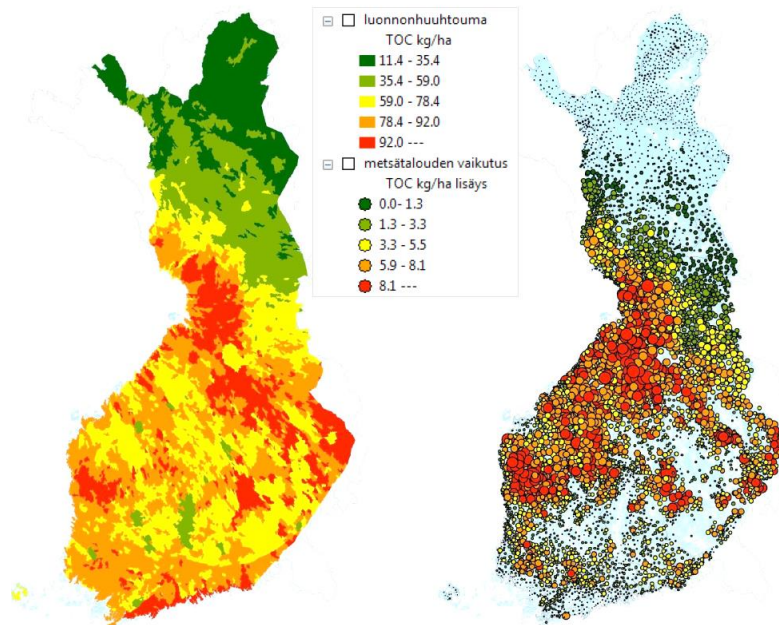 luonnonhuuhtouma
TOC kg/ha
11.4 - 35.4
35.4 - 59.0
59.0 - 78.4
78.4 - 92.0
92.0 ---
metsätalouden vaikutus
TOC kg/ha lisäys
0.0- 1.3
1.3 - 3.3
3.3 - 5.5
5.9 - 8.1
8.1 ---